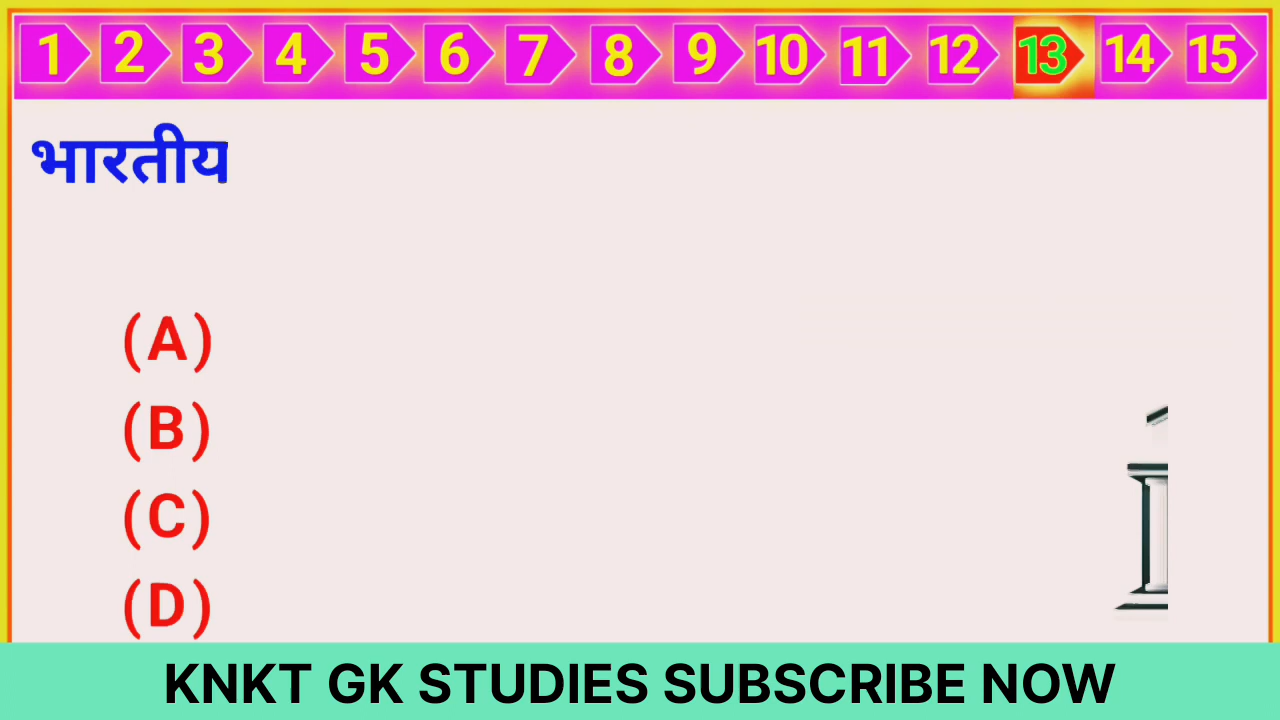 1 2 3 4 5 6 7 8 9 10 11 12 13 14 15
भारतीय
(A)
(B)
(C)
(D)
KNKT GK STUDIES SUBSCRIBE NOW